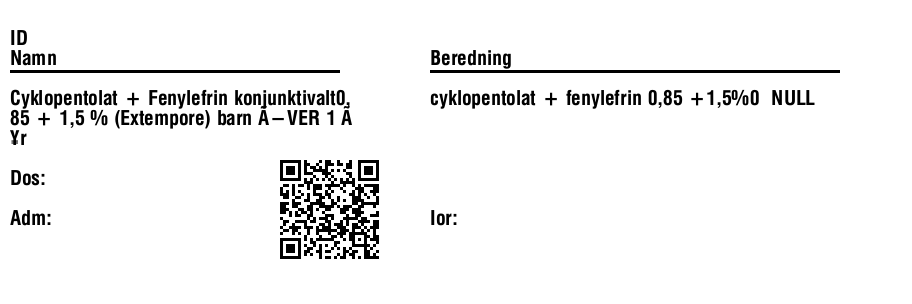 ID
Namn
Beredning
Cyklopentolat + Fenylefrin konjunktivalt0,
85 + 1,5 % (Extempore) barn Ã–VER 1 Ã
¥r
cyklopentolat + fenylefrin 0,85 +1,5%0 NULL
Dos:
Adm:
Ior: